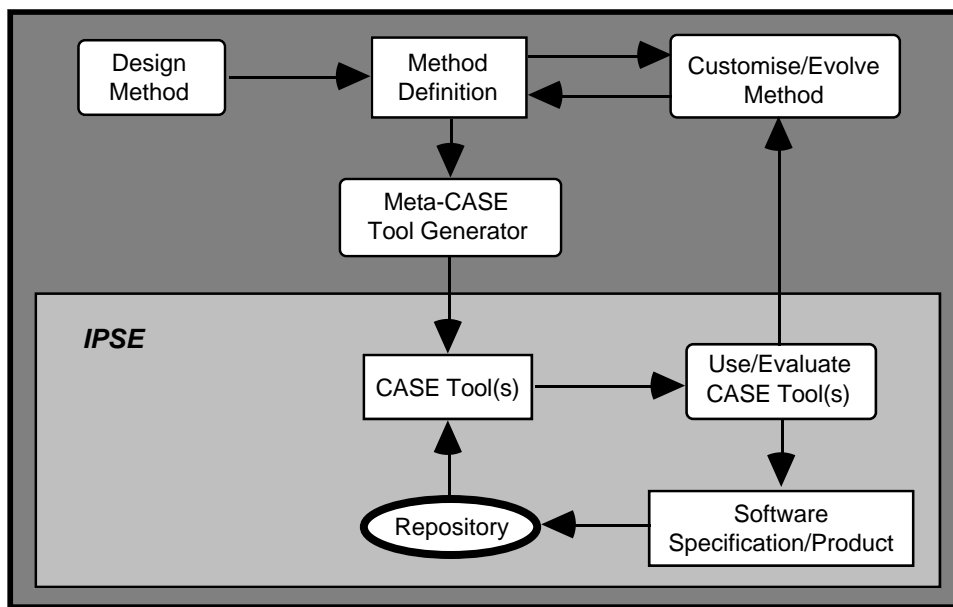 Design
Method
Method
Definition
Customise/Evolve
Method
Meta-CASE
Tool Generator
IPSE
CASE Tool(s)
Use/Evaluate
CASE Tool(s)
Repository
Software
Specification/Product